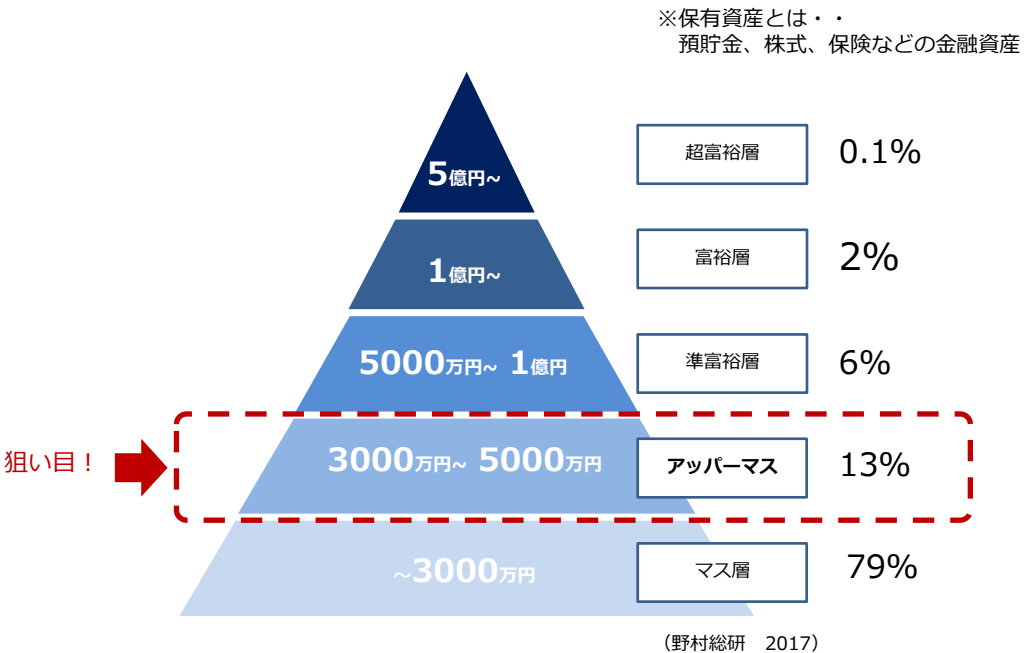 ※保有資産とは・・
預貯金、株式、保険などの金融資産
5億円~
超富裕層
0.1%
1億円~
富裕層
2%
5000万円~ 1億円
準富裕層
6%
狙い目！
3000万円~ 5000万円
アッパーマス
13%
~3000万円
マス層
79%
（野村総研　2017）